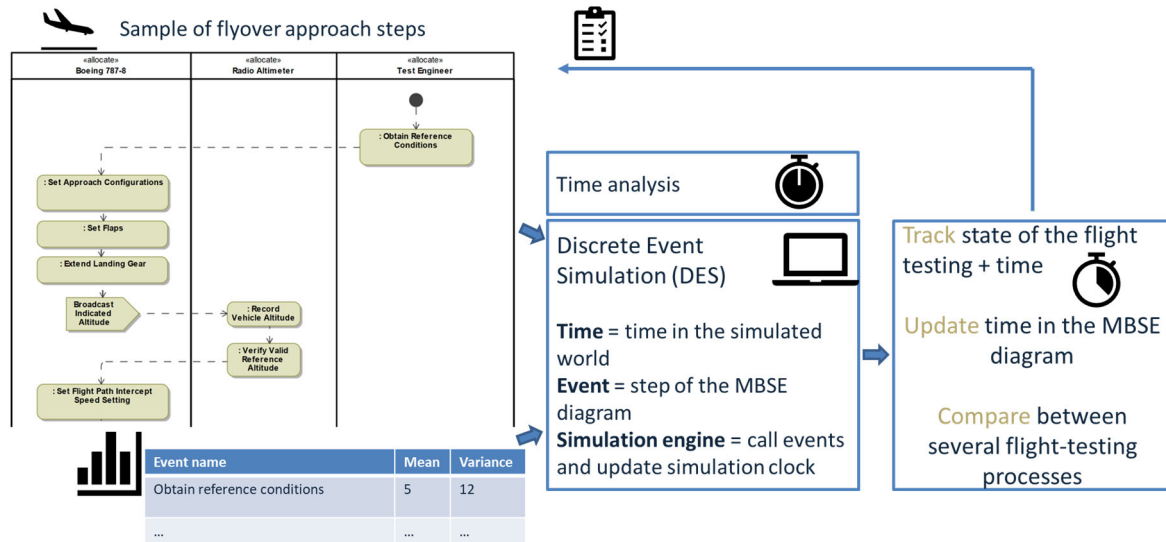 Sample of flyover approach steps
«allocate»
Boeing 787-8
«allocate»
Radio Altimeter
«allocate»
Test Engineer
: Obtain Reference
Conditions
: Set Approach Configurations
: Set Flaps
: Extend Landing Gear
Broadcast
Indicated
Altitude
: Record
Vehicle Altitude
: Verify Valid
Reference
Altitude
: Set Flight Path Intercept
Speed Setting
Event name Mean Variance
Obtain reference conditions 5 12
... ... ...
Time analysis
Discrete Event
Simulation (DES)
Time = time in the simulated
world
Event = step of the MBSE
diagram
Simulation engine = call events
and update simulation clock
Track state of the flight
testing + time
Update time in the MBSE
diagram
Compare between
several flight-testing
processes